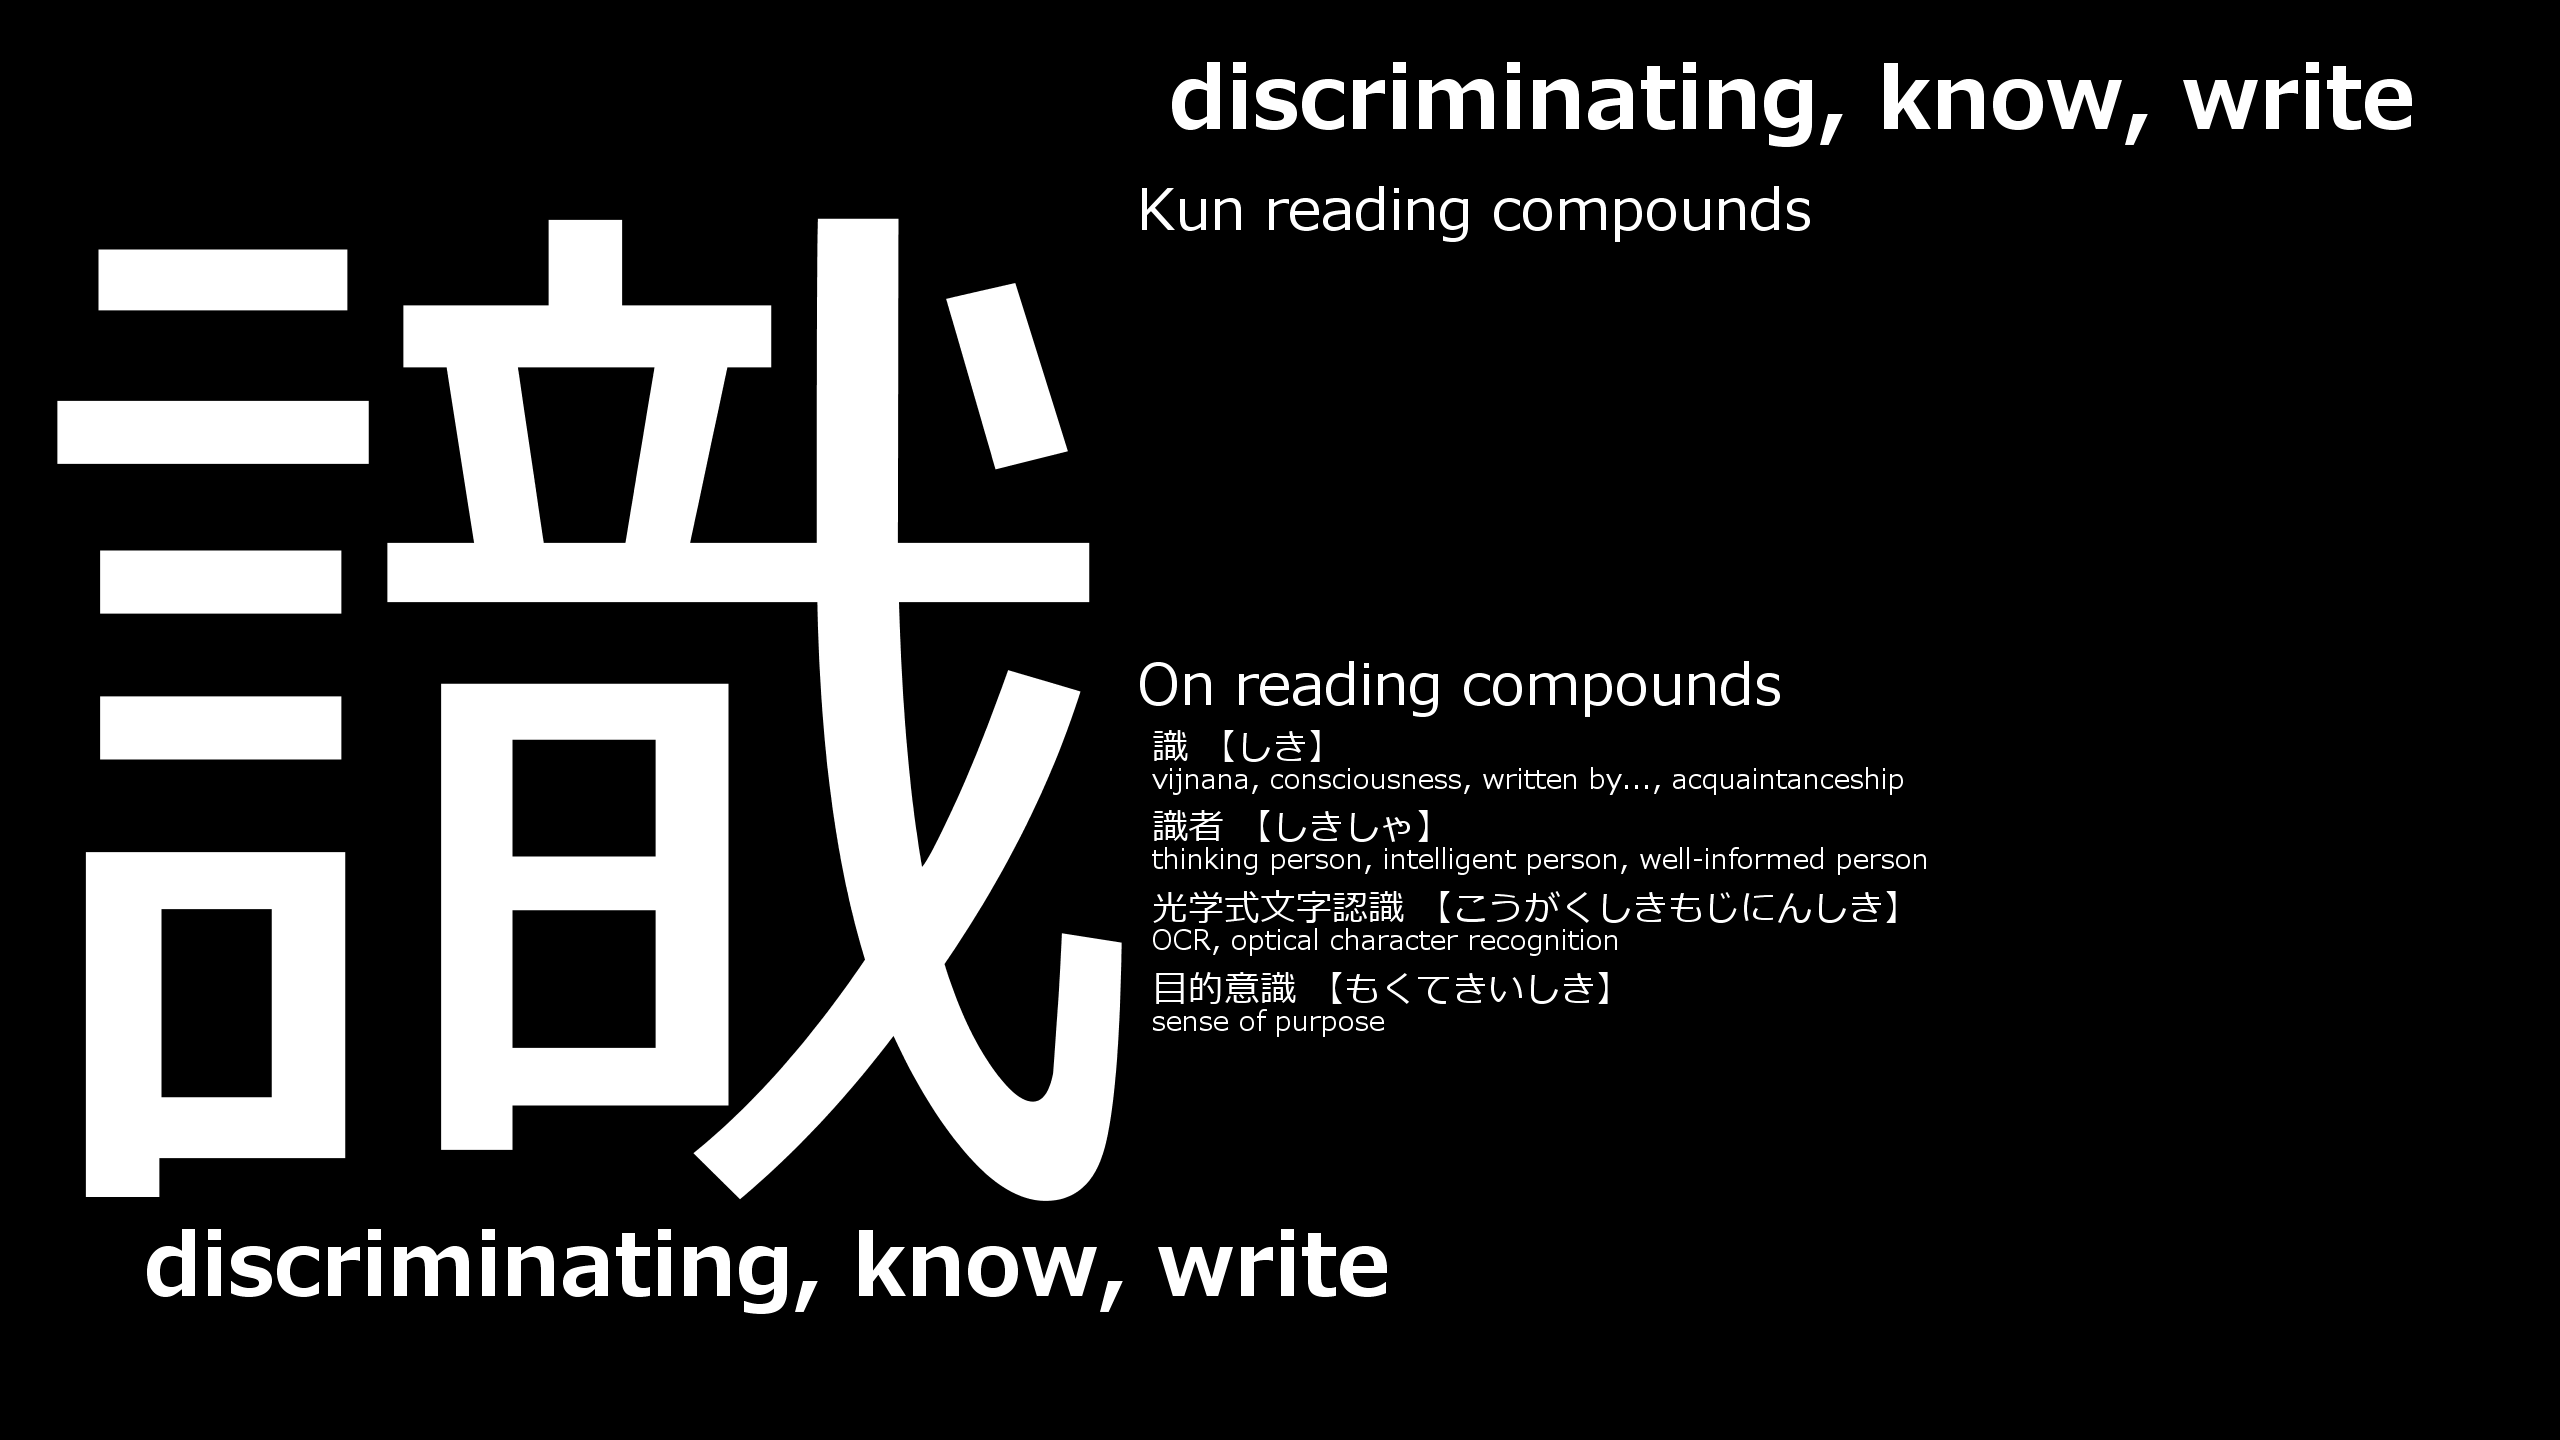 識
discriminating, know, write
discriminating, know, write
Kun reading compounds
On reading compounds
識 【しき】
vijnana, consciousness, written by..., acquaintanceship
識者 【しきしゃ】
thinking person, intelligent person, well-informed person
光学式文字認識 【こうがくしきもじにんしき】
OCR, optical character recognition
目的意識 【もくてきいしき】
sense of purpose